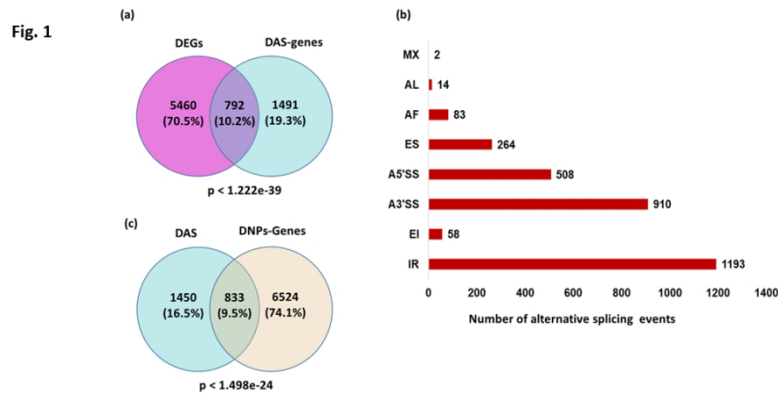 Fig. 1
(a)
DEGs DAS-genes
5460 792 1491
(70.5%) (10.2%) (19.3%)
p < 1.222e-39
(c)
DAS DNPs-Genes
1450 833 6524
(16.5%) (9.5%) (74.1%)
p < 1.498e-24
(b)
MX 2
AL 14
AF 83
ES 264
A5'SS 508
A3'SS 910
EI 58
IR 1193
0 200 400 600 800 1000 1200 1400
Number of alternative splicing events